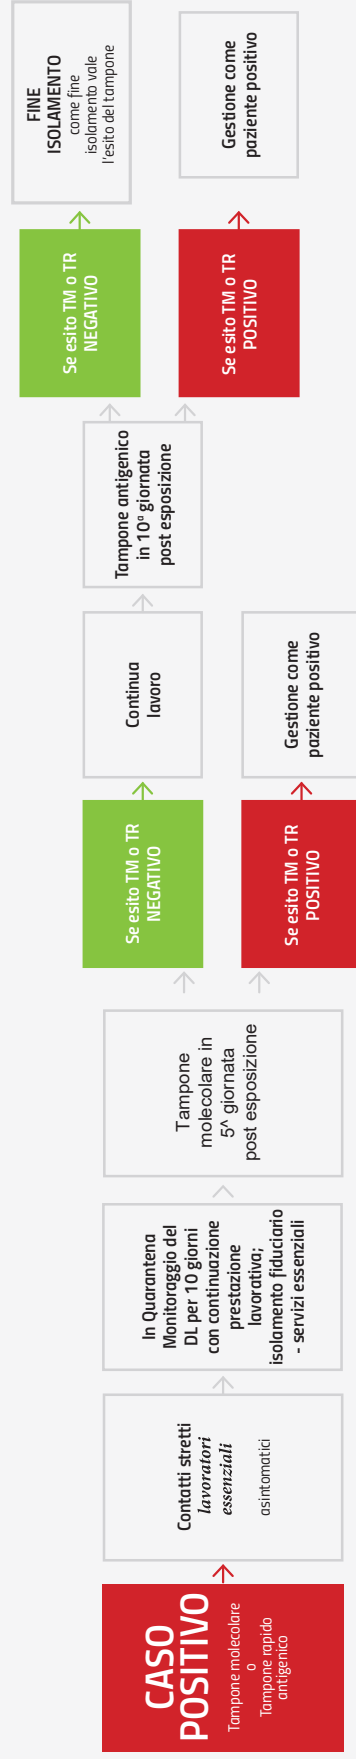 CASO
POSITIVO
Tampone molecolare
o
Tampone rapido
antigenico
Contatti stretti
lavoratori
essenziali
asintomatici
In Quarantena
Monitoraggio del
DL per 10 giorni
con continuazione
prestazione
lavorativa;
isolamento fiduciario
- servizi essenziali
Tampone
molecolare in
5^ giornata
post esposizione
Se esito TM o TR
NEGATIVO
Continua
lavoro
Se esito TM o TR
POSITIVO
Gestione come
paziente positivo
Tampone antigenico
in 10ª giornata
post esposizione
Se esito TM o TR
NEGATIVO
FINE
ISOLAMENTO
come fine
isolamento vale
l'esito del tampone
Se esito TM o TR
POSITIVO
Gestione come
paziente positivo